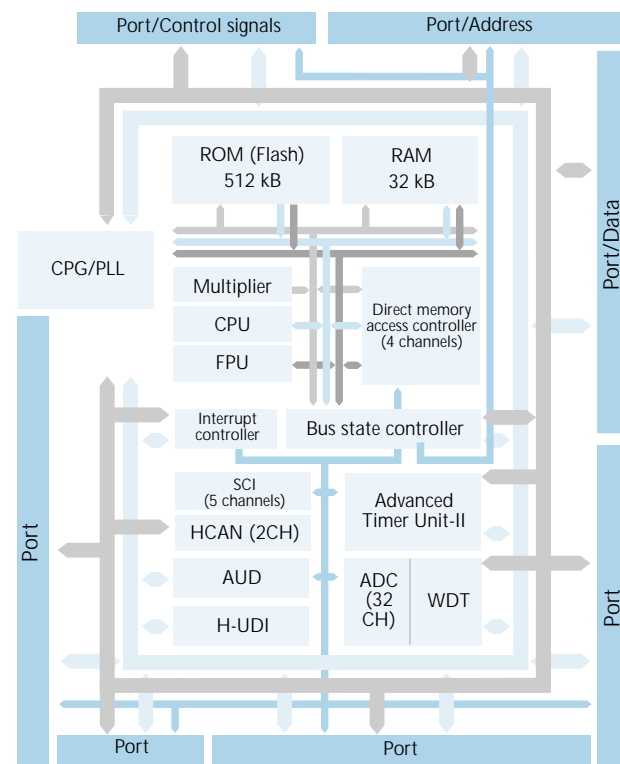 Port/Control signals
Port/Address
ROM (Flash)
512 kB
RAM
32 kB
Port/Data
CPG/PLL
Multiplier
CPU
FPU
Direct memory
access controller
(4 channels)
Interrupt
controller
Bus state controller
SCI
(5 channels)
HCAN (2CH)
AUD
H-UDI
Advanced
Timer Unit-II
ADC
(32
CH)
WDT
Port
Port
Port
Port